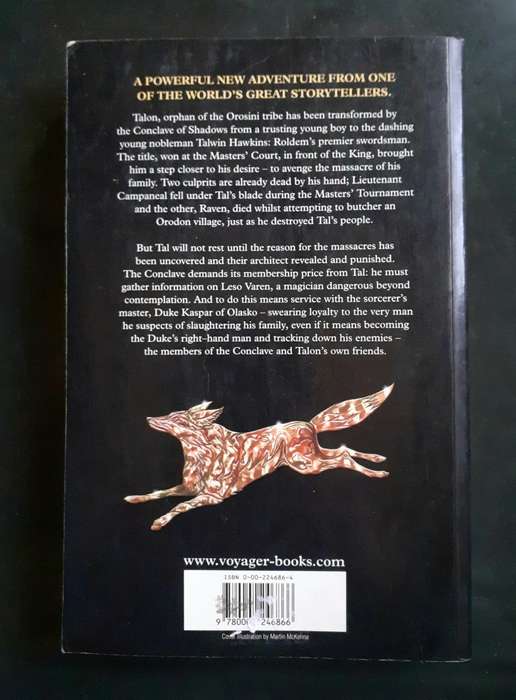 A POWERFUL NEW ADVENTURE FROM ONE
OF THE WORLD'S GREAT STORYTELLERS.
Talon, orphan of the Orosini tribe has been transformed by
the Conclave of Shadows from a trusting young boy to the dashing
young nobleman Talwin Hawkins: Roldem's premier swordsman.
The title, won at the Masters' Court, in front of the King, brought
him a step closer to his desire – to avenge the massacre of his
family. Two culprits are already dead by his hand; Lieutenant
Campaneal fell under Tal's blade during the Masters' Tournament
and the other, Raven, died whilst attempting to butcher an
Orodon village, just as he destroyed Tal's people.
But Tal will not rest until the reason for the massacres has
been uncovered and their architect revealed and punished.
The Conclave demands its membership price from Tal: he must
gather information on Leso Varen, a magician dangerous beyond
contemplation. And to do this means service with the sorcerer's
master, Duke Kaspar of Olasko – swearing loyalty to the very man
he suspects of slaughtering his family, even if it means becoming
the Duke's right–hand man and tracking down his enemies –
the members of the Conclave and Talon's own friends.
www.voyager-books.com
ISBN 0-00-224686-4
9 78000 246866
Cover illustration by Martin McKenna